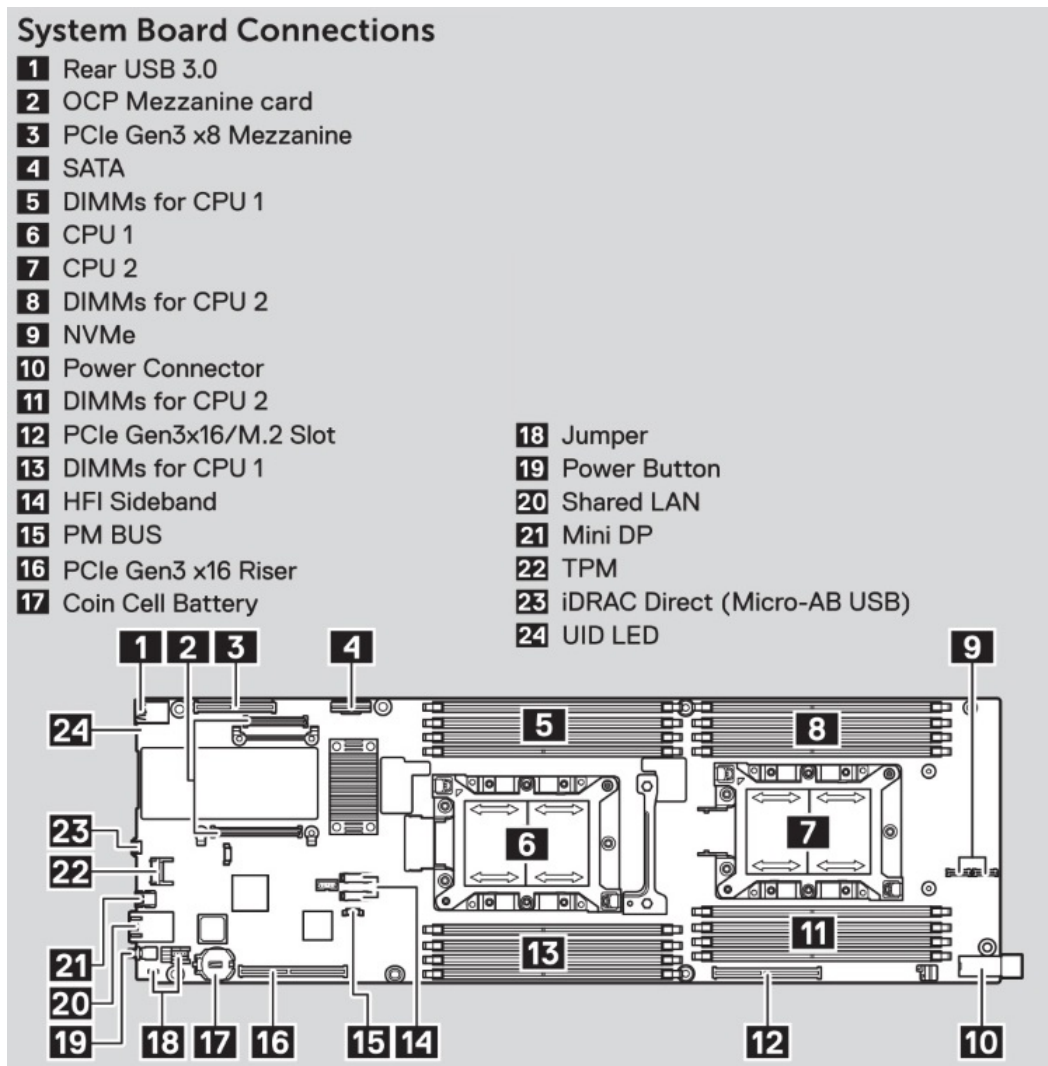 System Board Connections
1 Rear USB 3.0
2 OCP Mezzanine card
3 PCIe Gen3 x8 Mezzanine
4 SATA
5 DIMMs for CPU 1
6 CPU 1
7 CPU 2
8 DIMMs for CPU 2
9 NVMe
10 Power Connector
11 DIMMs for CPU 2
12 PCIe Gen3x16/M.2 Slot
13 DIMMs for CPU 1
14 HFI Sideband
15 PM BUS
16 PCIe Gen3 x16 Riser
17 Coin Cell Battery
18 Jumper
19 Power Button
20 Shared LAN
21 Mini DP
22 TPM
23 iDRAC Direct (Micro-AB USB)
24 UID LED
1 2 3 4 9
24 5 8
23 6 7
22
21 13 11
20
19 18 17 16 15 14 12 10